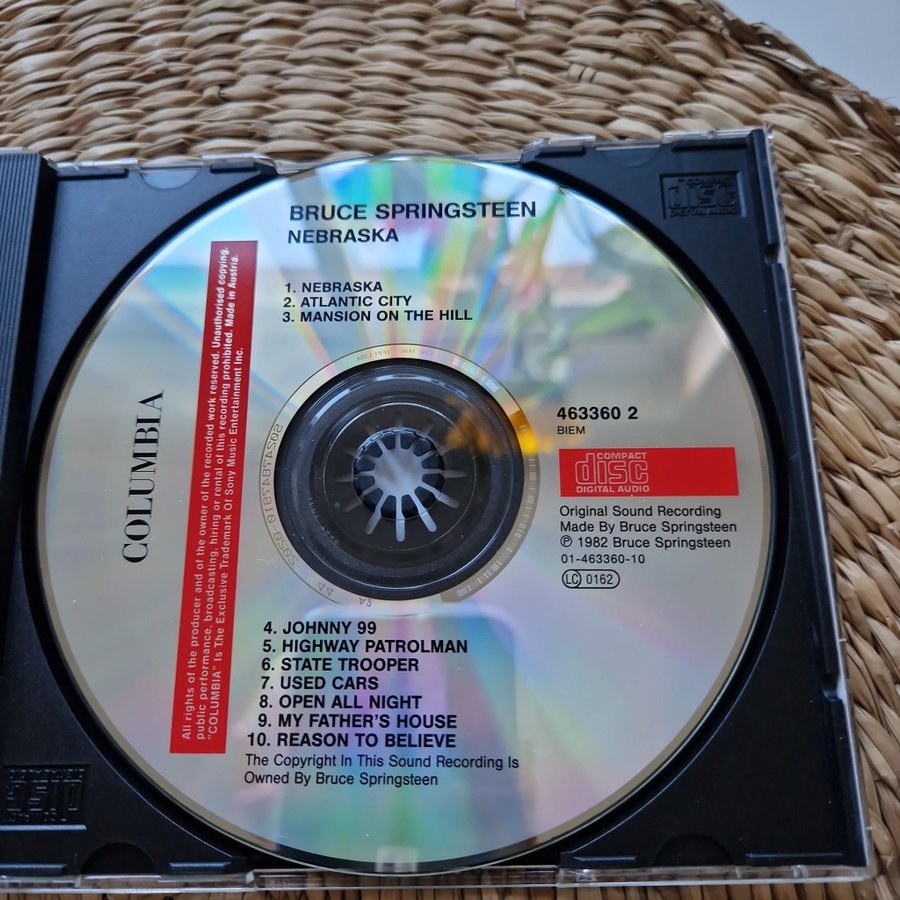 BRUCE SPRINGSTEEN
NEBRASKA
1. NEBRASKA
2. ATLANTIC CITY
3. MANSION ON THE HILL
COMPACT
disc
DIGITAL AUDIO
All rights of the producer and of the owner of the recorded work reserved. Unauthorised copying,
public performance, broadcasting, hiring or rental of this recording prohibited. Made in Austria.
"COLUMBIA" Is The Exclusive Trademark Of Sony Music Entertainment Inc.
COLUMBIA
463360 2
BIEM
COMPACT
disc
DIGITAL AUDIO
Original Sound Recording
Made By Bruce Springsteen
℗ 1982 Bruce Springsteen
01-463360-10
LC 0162
4. JOHNNY 99
5. HIGHWAY PATROLMAN
6. STATE TROOPER
7. USED CARS
8. OPEN ALL NIGHT
9. MY FATHER'S HOUSE
10. REASON TO BELIEVE
The Copyright In This Sound Recording Is
Owned By Bruce Springsteen